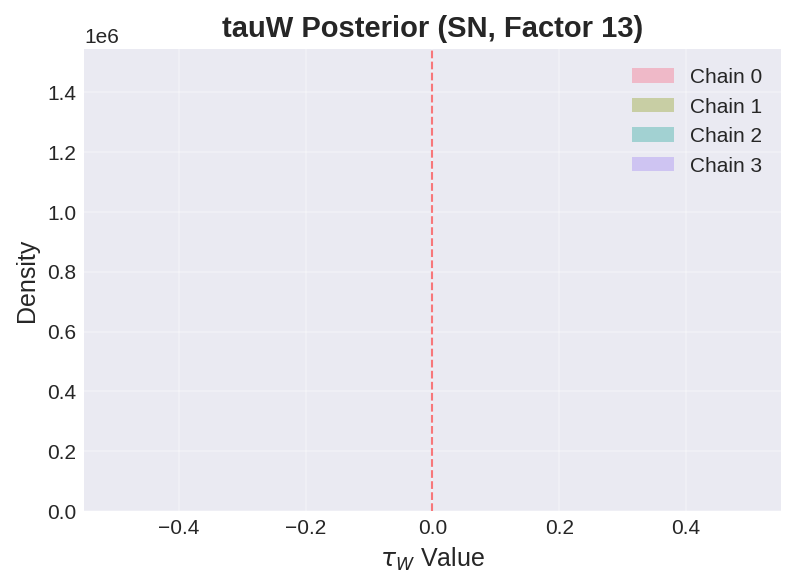 tauW Posterior (SN, Factor 13)
1e6
Chain 0
Chain 1
Chain 2
Chain 3
1.4
1.2
1.0
0.8
0.6
0.4
0.2
0.0
Density
−0.4 −0.2 0.0 0.2 0.4
τ_W Value